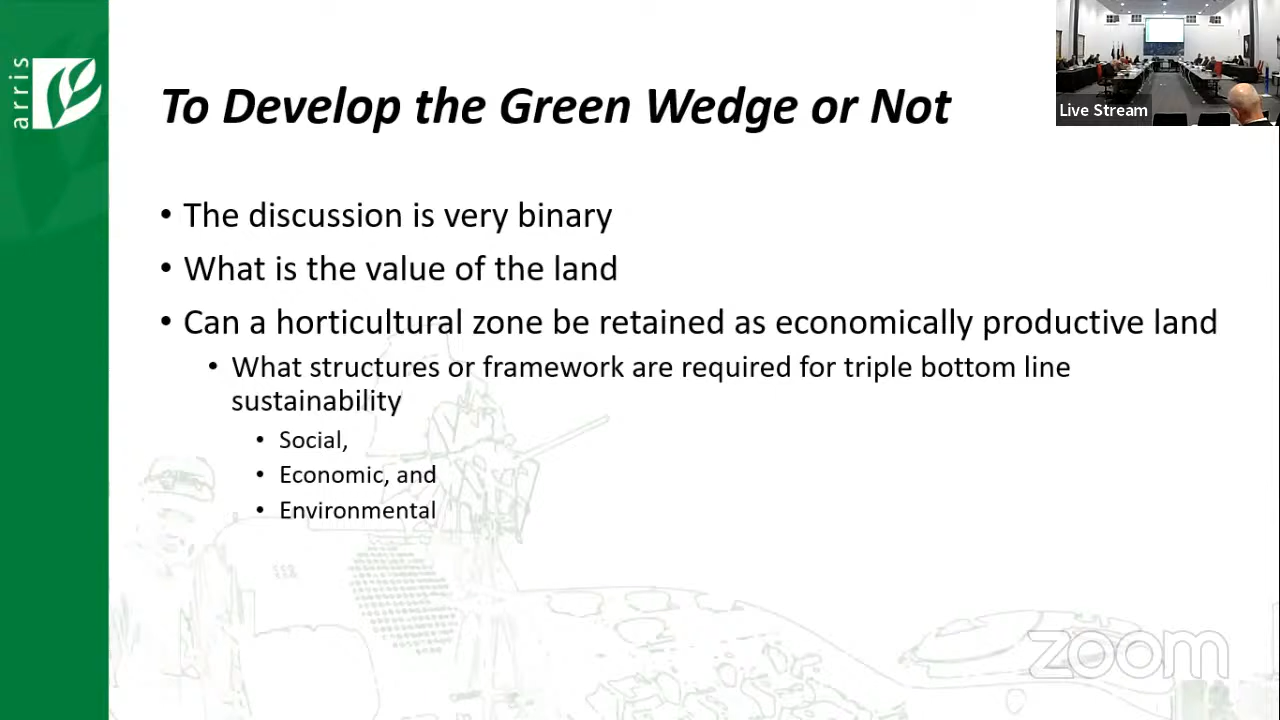 arris
To Develop the Green Wedge or Not
Live Stream
• The discussion is very binary
• What is the value of the land
• Can a horticultural zone be retained as economically productive land
• What structures or framework are required for triple bottom line
sustainability
• Social,
• Economic, and
• Environmental
zoom